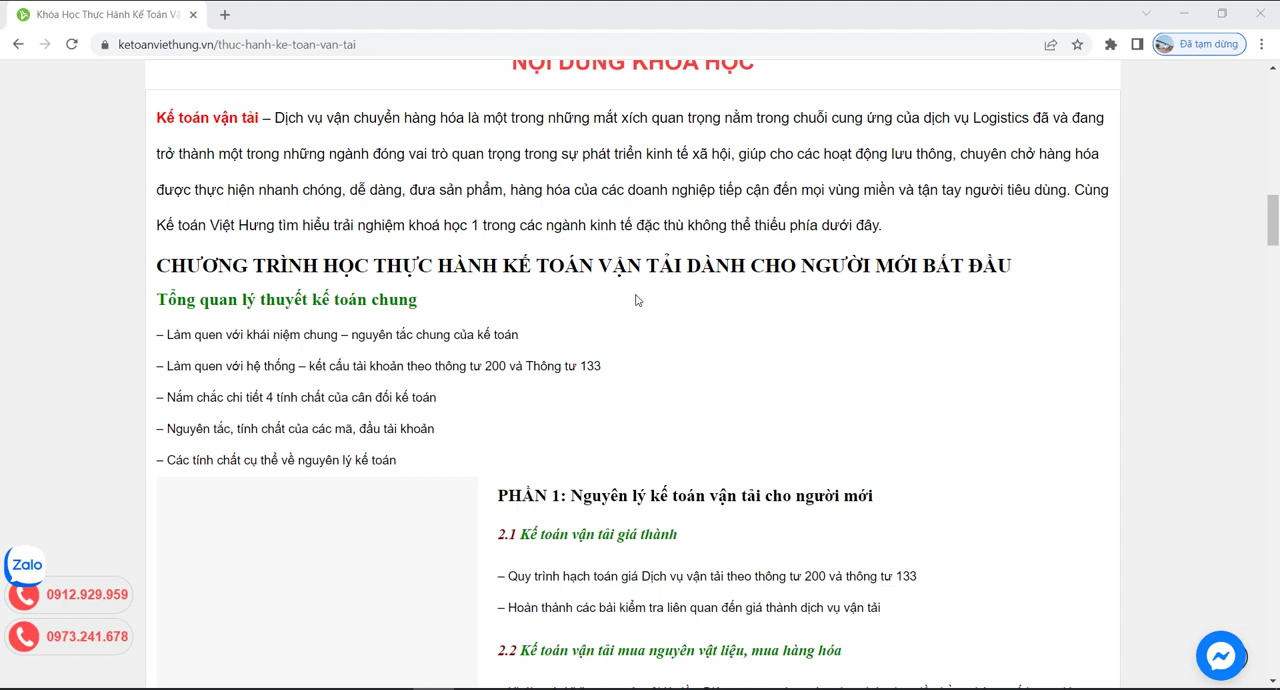 Khóa Học Thực Hành Kế Toán Vậ
ketoanviethung.vn/thuc-hanh-ke-toan-van-tai
Đã tạm dừng
NỘI DUNG KHÓA HỌC
Kế toán vận tải – Dịch vụ vận chuyển hàng hóa là một trong những mắt xích quan trọng nằm trong chuỗi cung ứng của dịch vụ Logistics đã và đang
trở thành một trong những ngành đóng vai trò quan trọng trong sự phát triển kinh tế xã hội, giúp cho các hoạt động lưu thông, chuyên chở hàng hóa
được thực hiện nhanh chóng, dễ dàng, đưa sản phẩm, hàng hóa của các doanh nghiệp tiếp cận đến mọi vùng miền và tận tay người tiêu dùng. Cùng
Kế toán Việt Hưng tìm hiểu trải nghiệm khoá học 1 trong các ngành kinh tế đặc thù không thể thiếu phía dưới đây.
CHƯƠNG TRÌNH HỌC THỰC HÀNH KẾ TOÁN VẬN TẢI DÀNH CHO NGƯỜI MỚI BẮT ĐẦU
Tổng quan lý thuyết kế toán chung
– Làm quen với khái niệm chung – nguyên tắc chung của kế toán
– Làm quen với hệ thống – kết cấu tài khoản theo thông tư 200 và Thông tư 133
– Nắm chắc chi tiết 4 tính chất của cân đối kế toán
– Nguyên tắc, tính chất của các mã, đầu tài khoản
– Các tính chất cụ thể về nguyên lý kế toán
PHẦN 1: Nguyên lý kế toán vận tải cho người mới
2.1 Kế toán vận tải giá thành
– Quy trình hạch toán giá Dịch vụ vận tải theo thông tư 200 và thông tư 133
– Hoàn thành các bài kiểm tra liên quan đến giá thành dịch vụ vận tải
2.2 Kế toán vận tải mua nguyên vật liệu, mua hàng hóa
Zalo
0912.929.959
0973.241.678